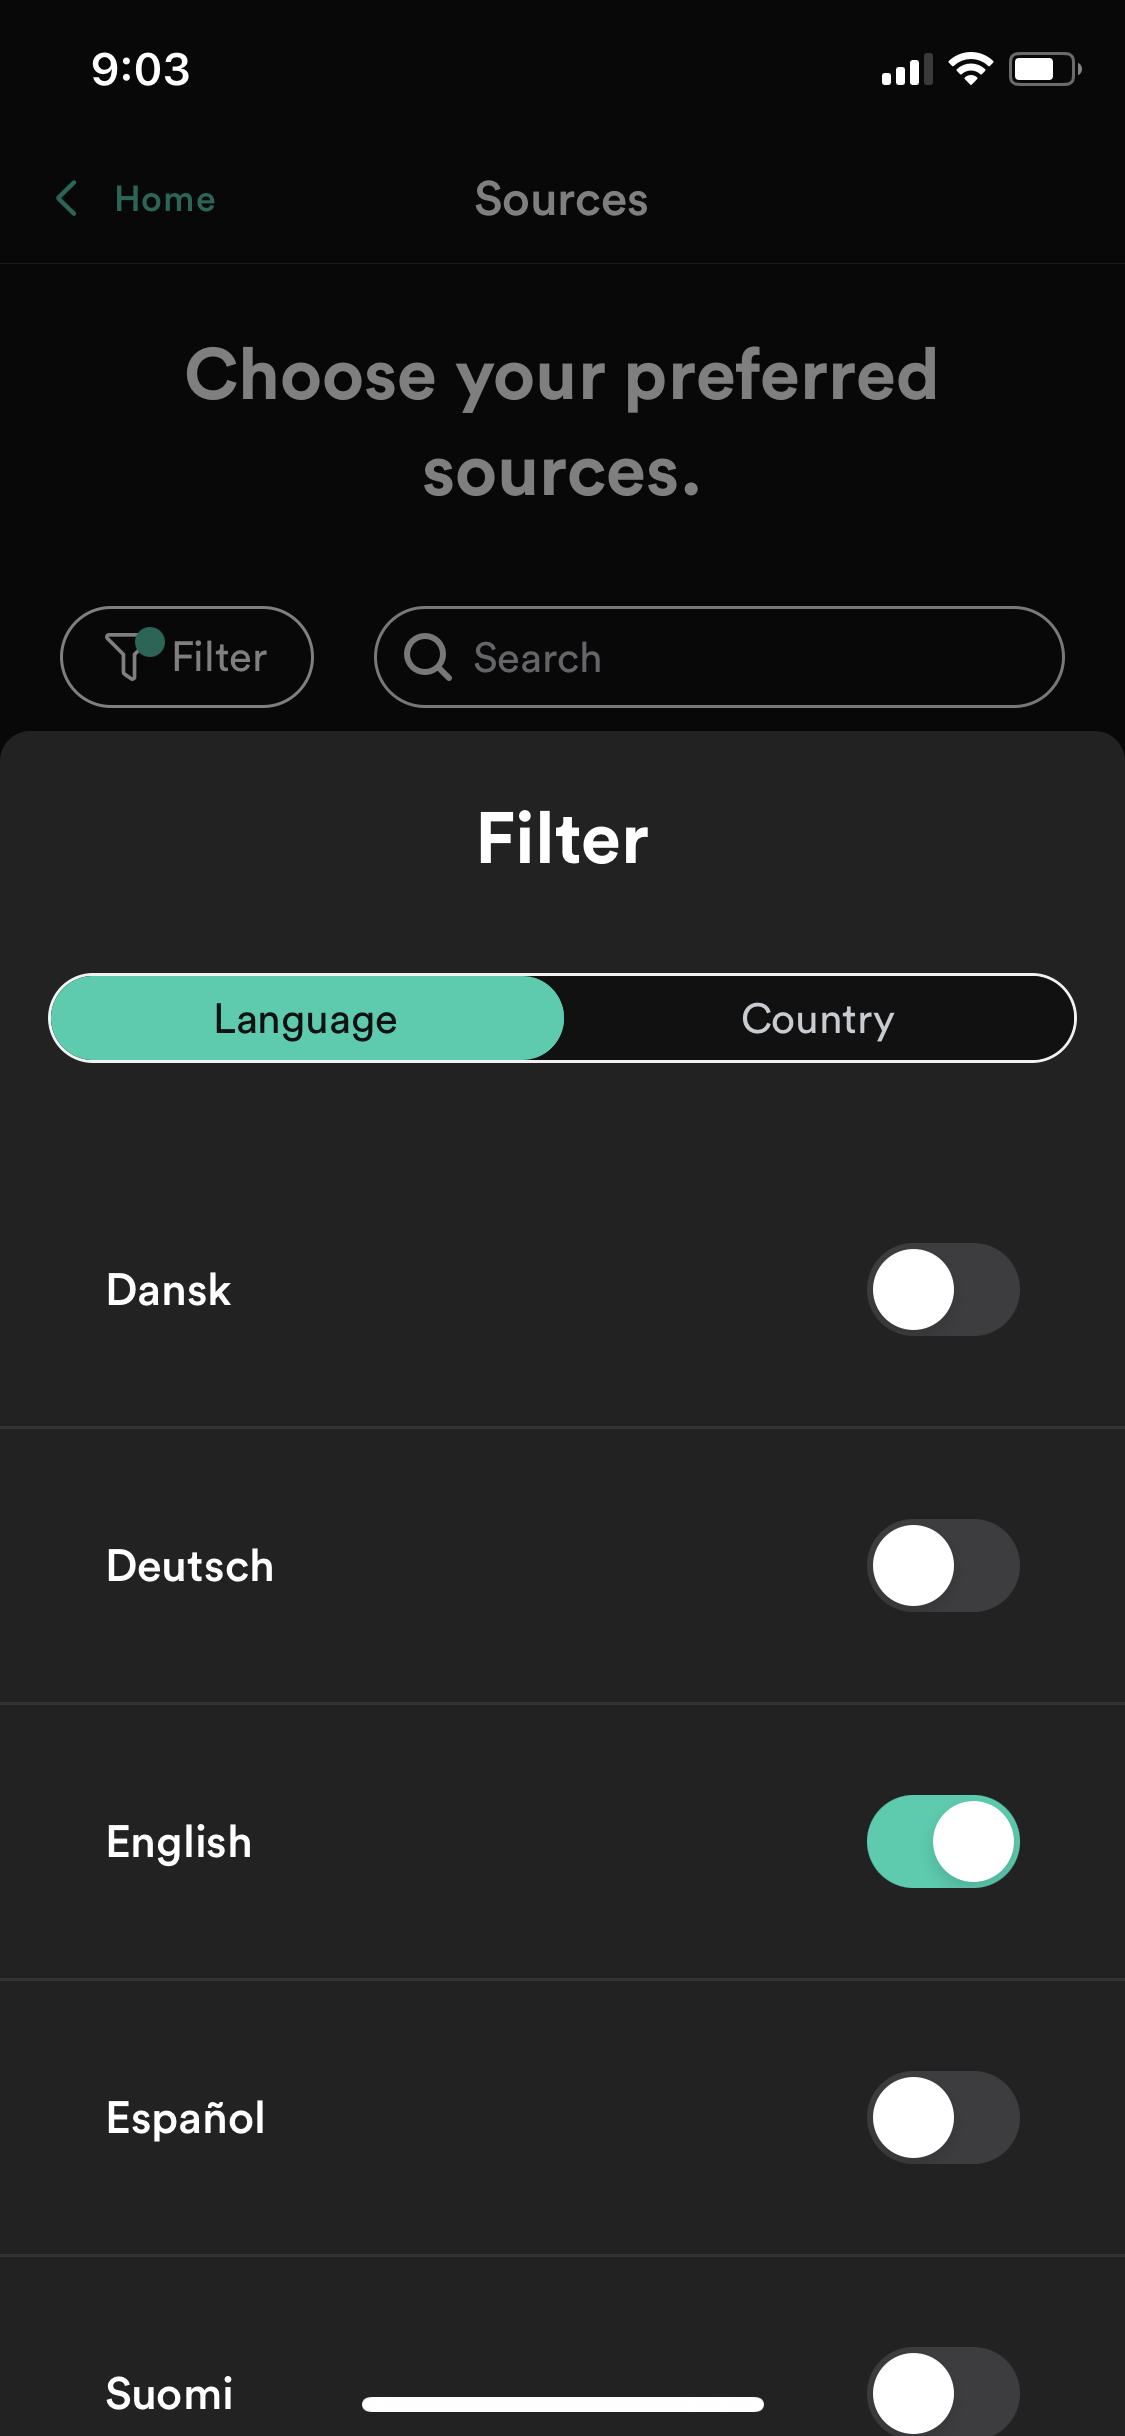 9:03
Home
Sources
Choose your preferred
sources.
Filter
Search
Filter
Language
Country
Dansk
Deutsch
English
Español
Suomi